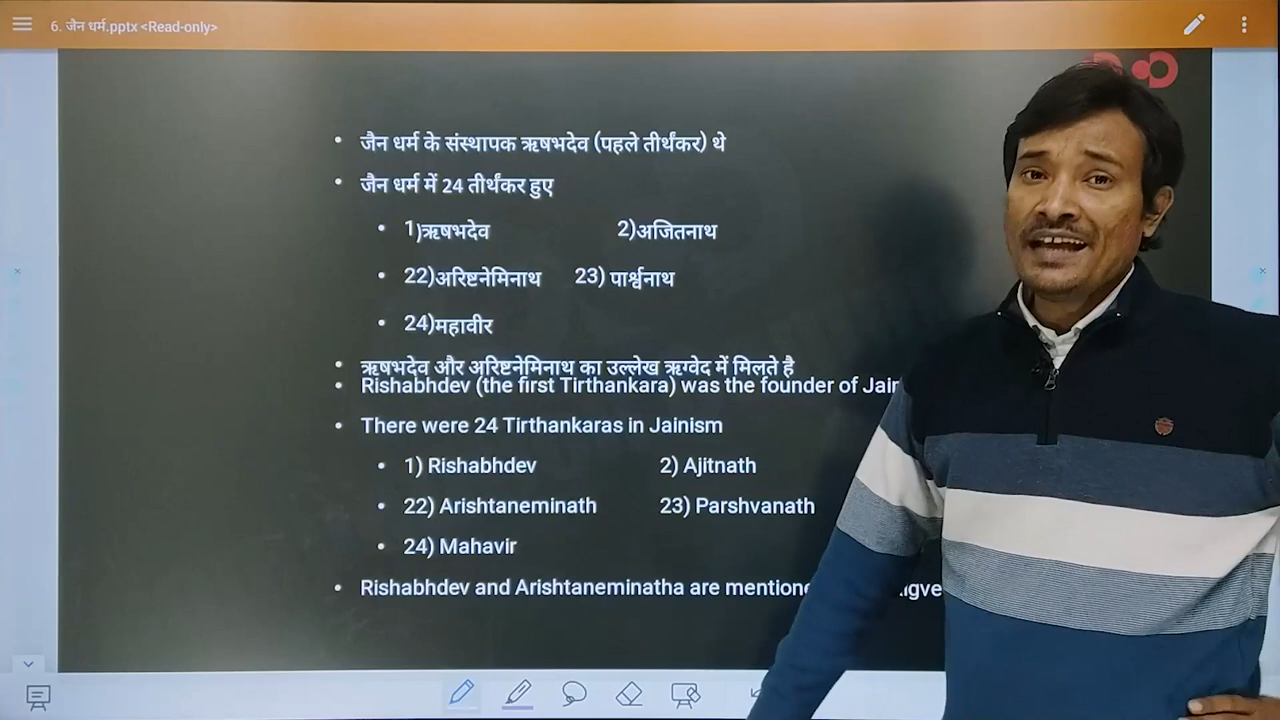 6. जैन धर्म.pptx <Read-only>
• जैन धर्म के संस्थापक ऋषभदेव (पहले तीर्थंकर) थे
• जैन धर्म में 24 तीर्थंकर हुए
• 1)ऋषभदेव 2)अजितनाथ
• 22)अरिष्टनेमिनाथ 23) पार्श्वनाथ
• 24)महावीर
• ऋषभदेव और अरिष्टनेमिनाथ का उल्लेख ऋग्वेद में मिलते है
• Rishabhdev (the first Tirthankara) was the founder of
• There were 24 Tirthankaras in Jainism
• 1) Rishabhdev 2) Ajitnath
• 22) Arishtaneminath 23) Parshvanath
• 24) Mahavir
• Rishabhdev and Arishtaneminatha are